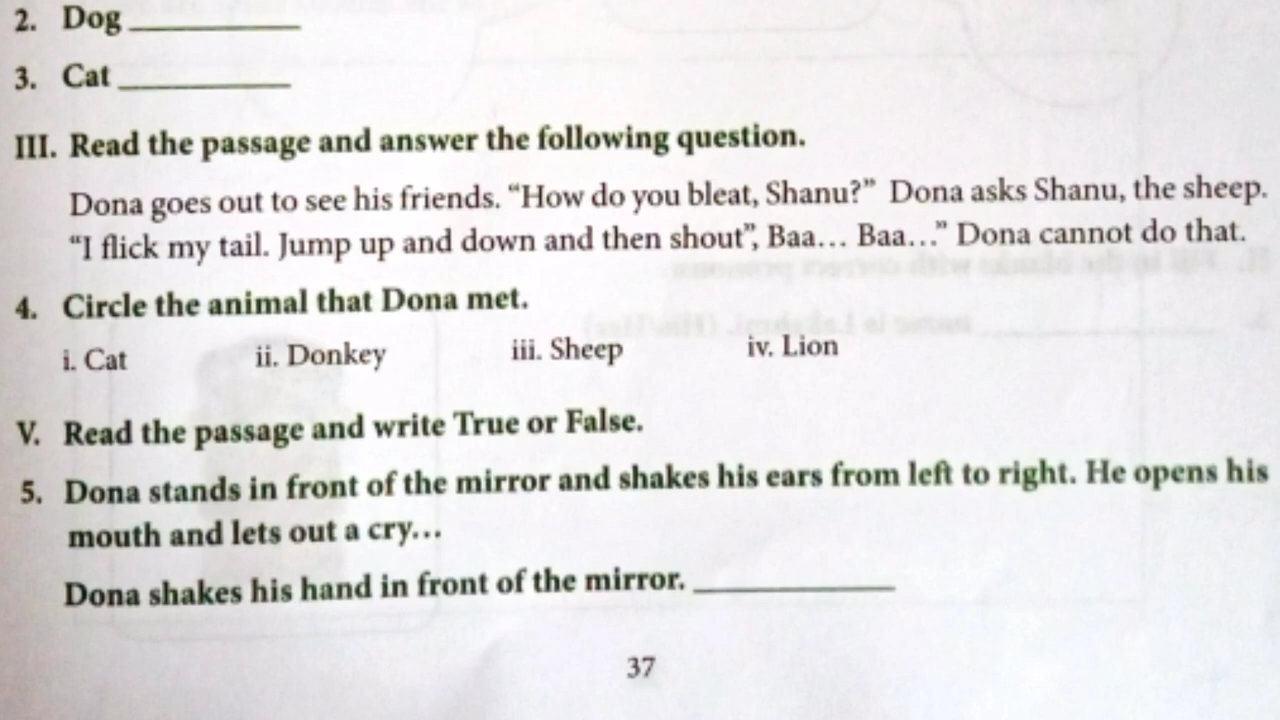 2. Dog ___________
3. Cat ___________
III. Read the passage and answer the following question.
Dona goes out to see his friends. “How do you bleat, Shanu?” Dona asks Shanu, the sheep.
“I flick my tail. Jump up and down and then shout”, Baa… Baa…” Dona cannot do that.
4. Circle the animal that Dona met.
i. Cat ii. Donkey iii. Sheep iv. Lion
V. Read the passage and write True or False.
5. Dona stands in front of the mirror and shakes his ears from left to right. He opens his
mouth and lets out a cry…
Dona shakes his hand in front of the mirror. ___________
37